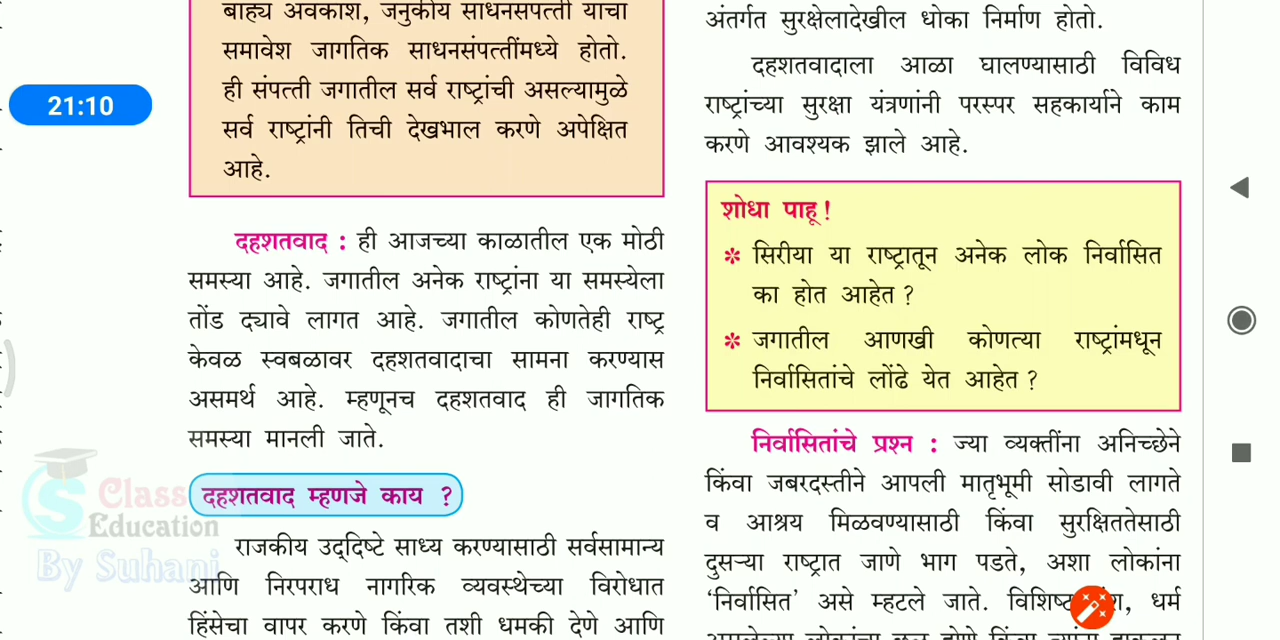 बाह्य अवकाश, जनुकीय साधनसपत्ती याचा
समावेश जागतिक साधनसंपत्तींमध्ये होतो.
ही संपत्ती जगातील सर्व राष्ट्रांची असल्यामुळे
सर्व राष्ट्रांनी तिची देखभाल करणे अपेक्षित
आहे.
21:10
दहशतवाद : ही आजच्या काळातील एक मोठी
समस्या आहे. जगातील अनेक राष्ट्रांना या समस्येला
तोंड द्यावे लागत आहे. जगातील कोणतेही राष्ट्र
केवळ स्वबळावर दहशतवादाचा सामना करण्यास
असमर्थ आहे. म्हणूनच दहशतवाद ही जागतिक
समस्या मानली जाते.
दहशतवाद म्हणजे काय ?
राजकीय उद्‌दिष्टे साध्य करण्यासाठी सर्वसामान्य
आणि निरपराध नागरिक व्यवस्थेच्या विरोधात
हिंसेचा वापर करणे किंवा तशी धमकी देणे आणि
Class
Education
By Suhani
अंतर्गत सुरक्षेलादेखील धोका निर्माण होतो.
दहशतवादाला आळा घालण्यासाठी विविध
राष्ट्रांच्या सुरक्षा यंत्रणांनी परस्पर सहकार्याने काम
करणे आवश्यक झाले आहे.
शोधा पाहू !
* सिरीया या राष्ट्रातून अनेक लोक निर्वासित
का होत आहेत ?
* जगातील आणखी कोणत्या राष्ट्रांमधून
निर्वासितांचे लोंढे येत आहेत ?
निर्वासितांचे प्रश्न : ज्या व्यक्तींना अनिच्छेने
किंवा जबरदस्तीने आपली मातृभूमी सोडावी लागते
व आश्रय मिळवण्यासाठी किंवा सुरक्षिततेसाठी
दुसऱ्या राष्ट्रात जाणे भाग पडते, अशा लोकांना
‘निर्वासित’ असे म्हटले जाते. विशिष्ट धर्म